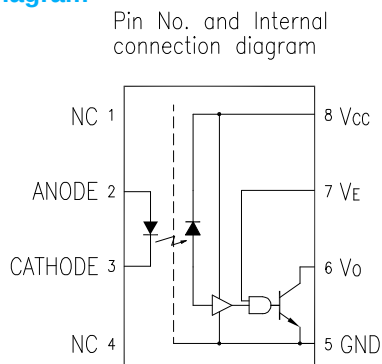 Pin No. and Internal
connection diagram
NC 1
8 Vcc
ANODE 2
7 VE
CATHODE 3
6 Vo
NC 4
5 GND